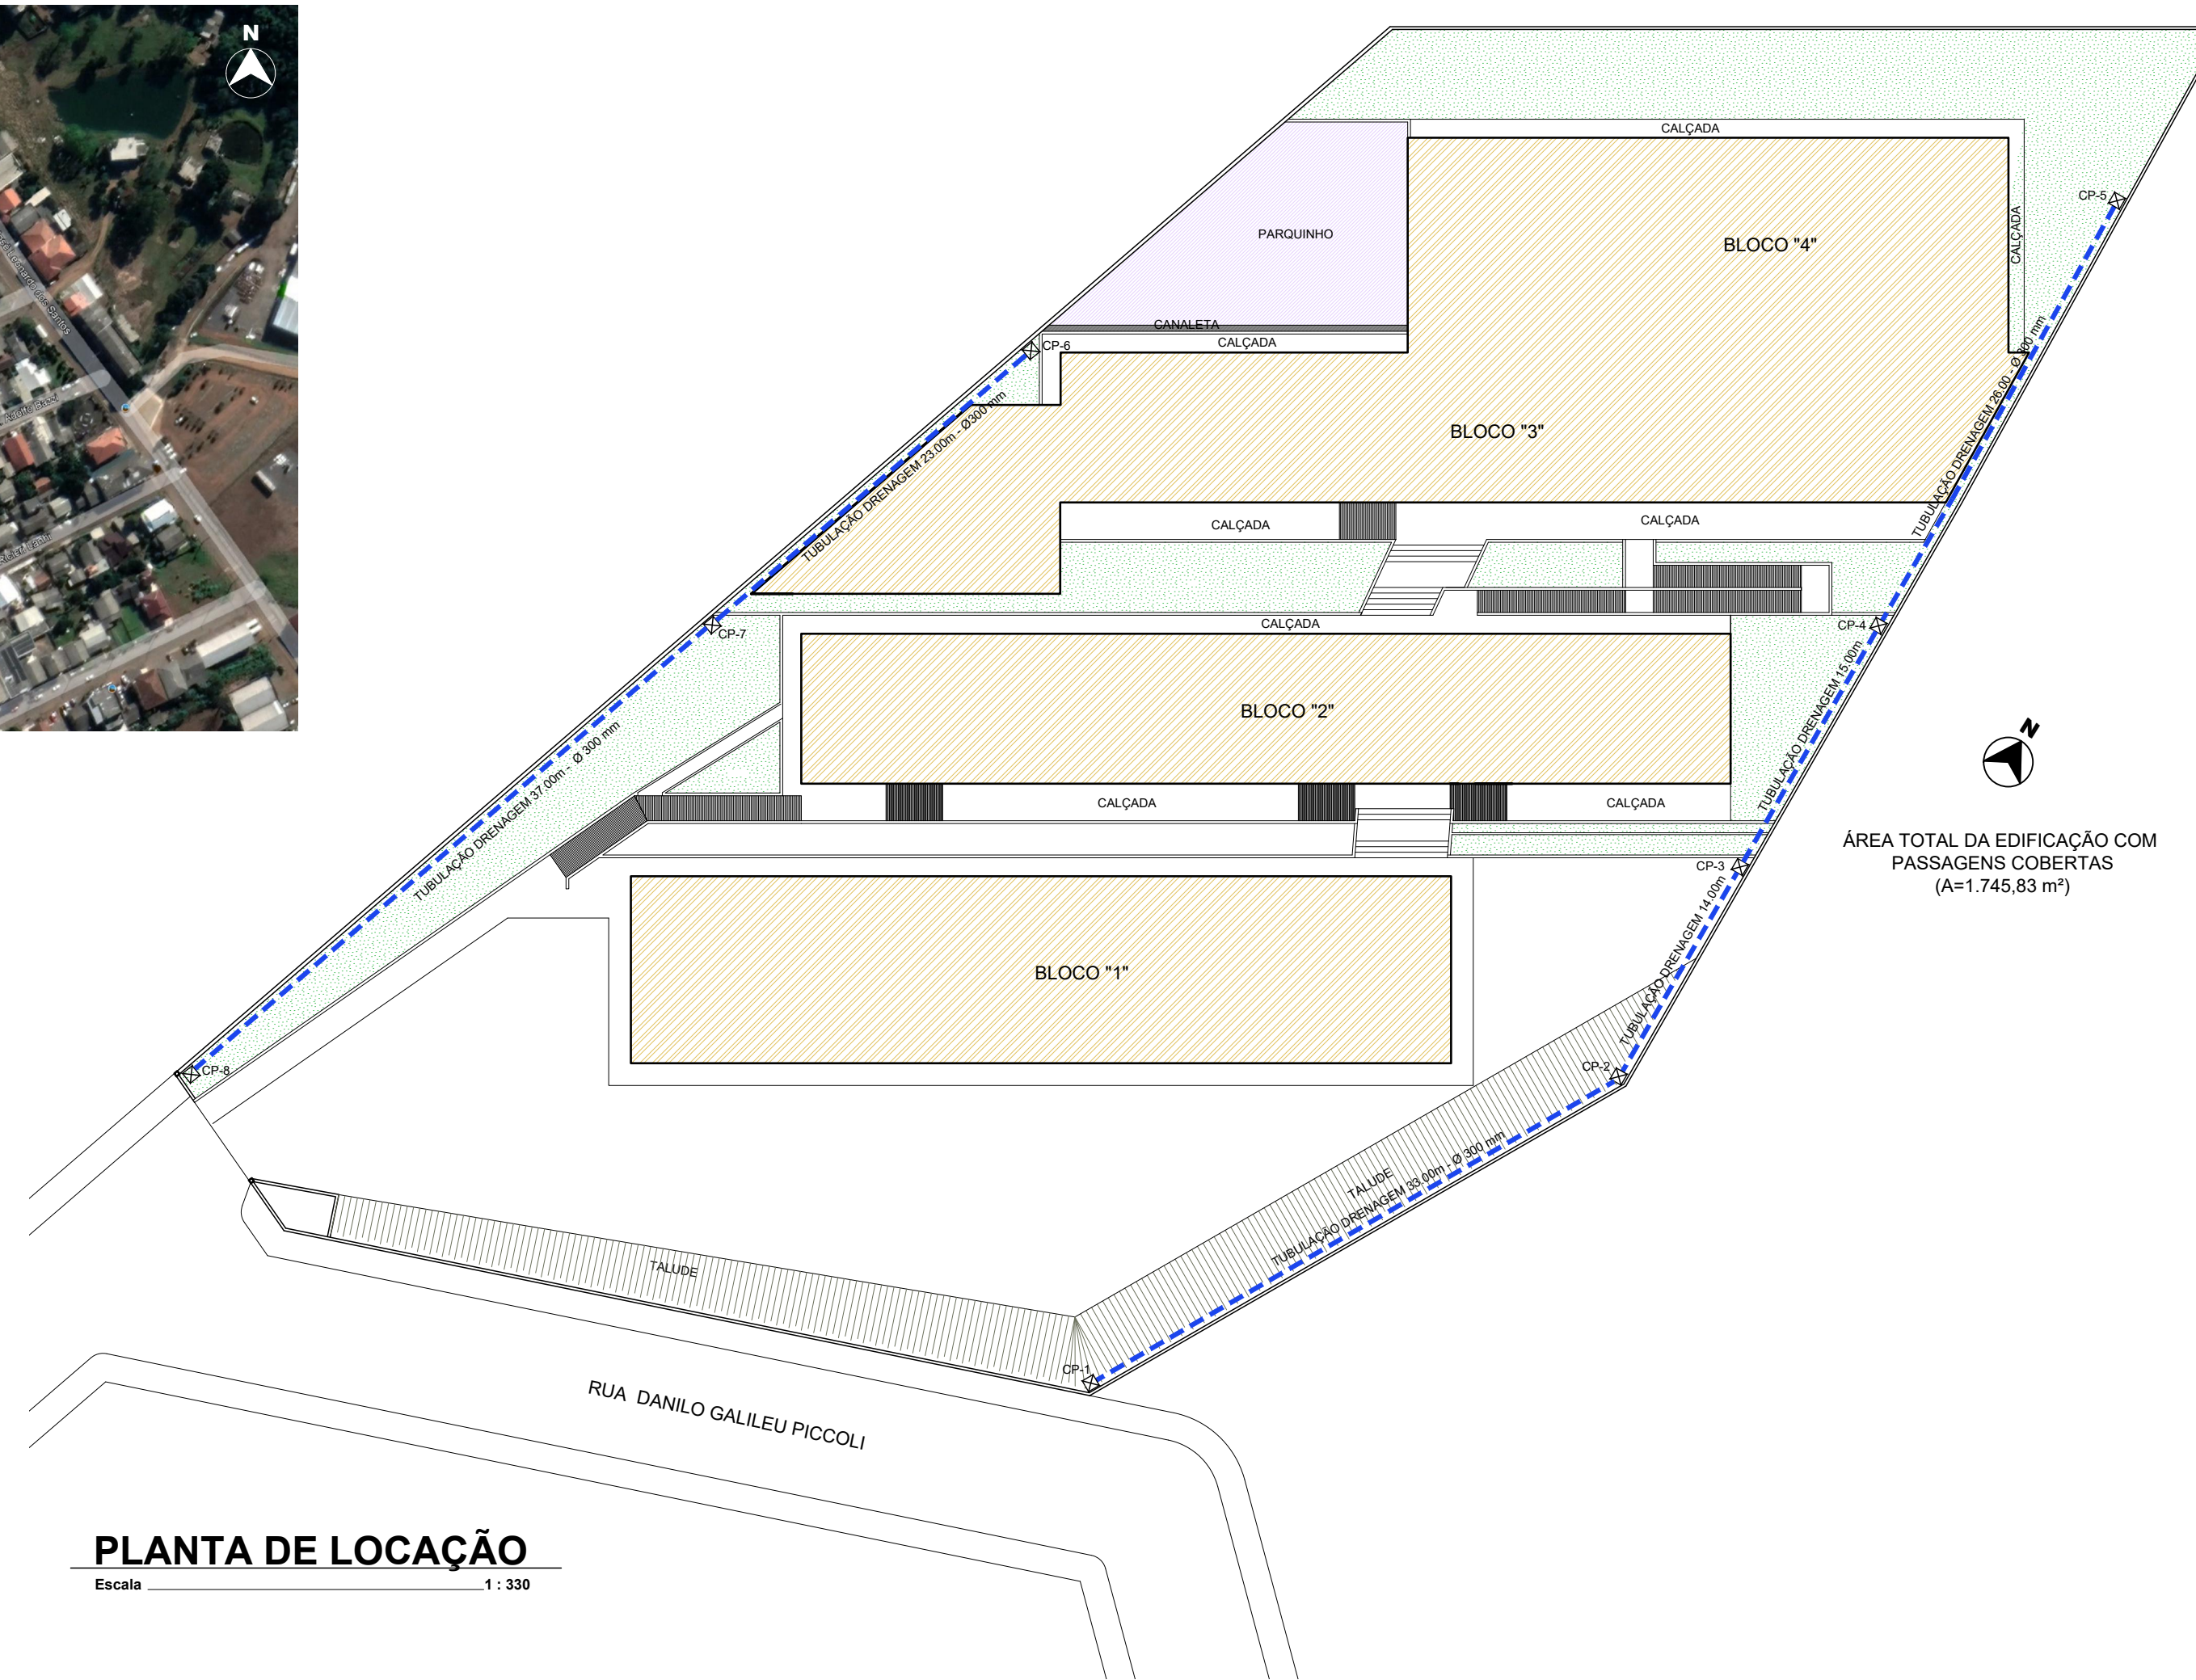 N
Adolfo Bazzi
CALÇADA
CP-5
PARQUINHO
BLOCO "4"
CALÇADA
CANALETA
CALÇADA
CP-6
TUBULAÇÃO DRENAGEM 26.00 - Ø 300 mm
TUBULAÇÃO DRENAGEM 23.00m - Ø300 mm
BLOCO "3"
CALÇADA
CALÇADA
CP-7
CALÇADA
CP-4
TUBULAÇÃO DRENAGEM 15.00m
BLOCO "2"
N
TUBULAÇÃO DRENAGEM 37.00m - Ø 300 mm
CALÇADA
CALÇADA
ÁREA TOTAL DA EDIFICAÇÃO COM
PASSAGENS COBERTAS
(A=1.745,83 m²)
CP-3
TUBULAÇÃO DRENAGEM 14.00m
BLOCO "1"
CP-8
CP-2
TALUDE
TUBULAÇÃO DRENAGEM 33.00m - Ø 300 mm
TALUDE
CP-1
RUA DANILO GALILEU PICCOLI
PLANTA DE LOCAÇÃO
Escala 1 : 330